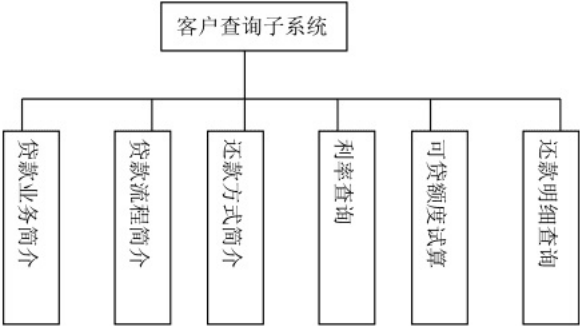 客户查询子系统
贷款业务简介
贷款流程简介
还款方式简介
利率查询
可贷额度试算
还款明细查询